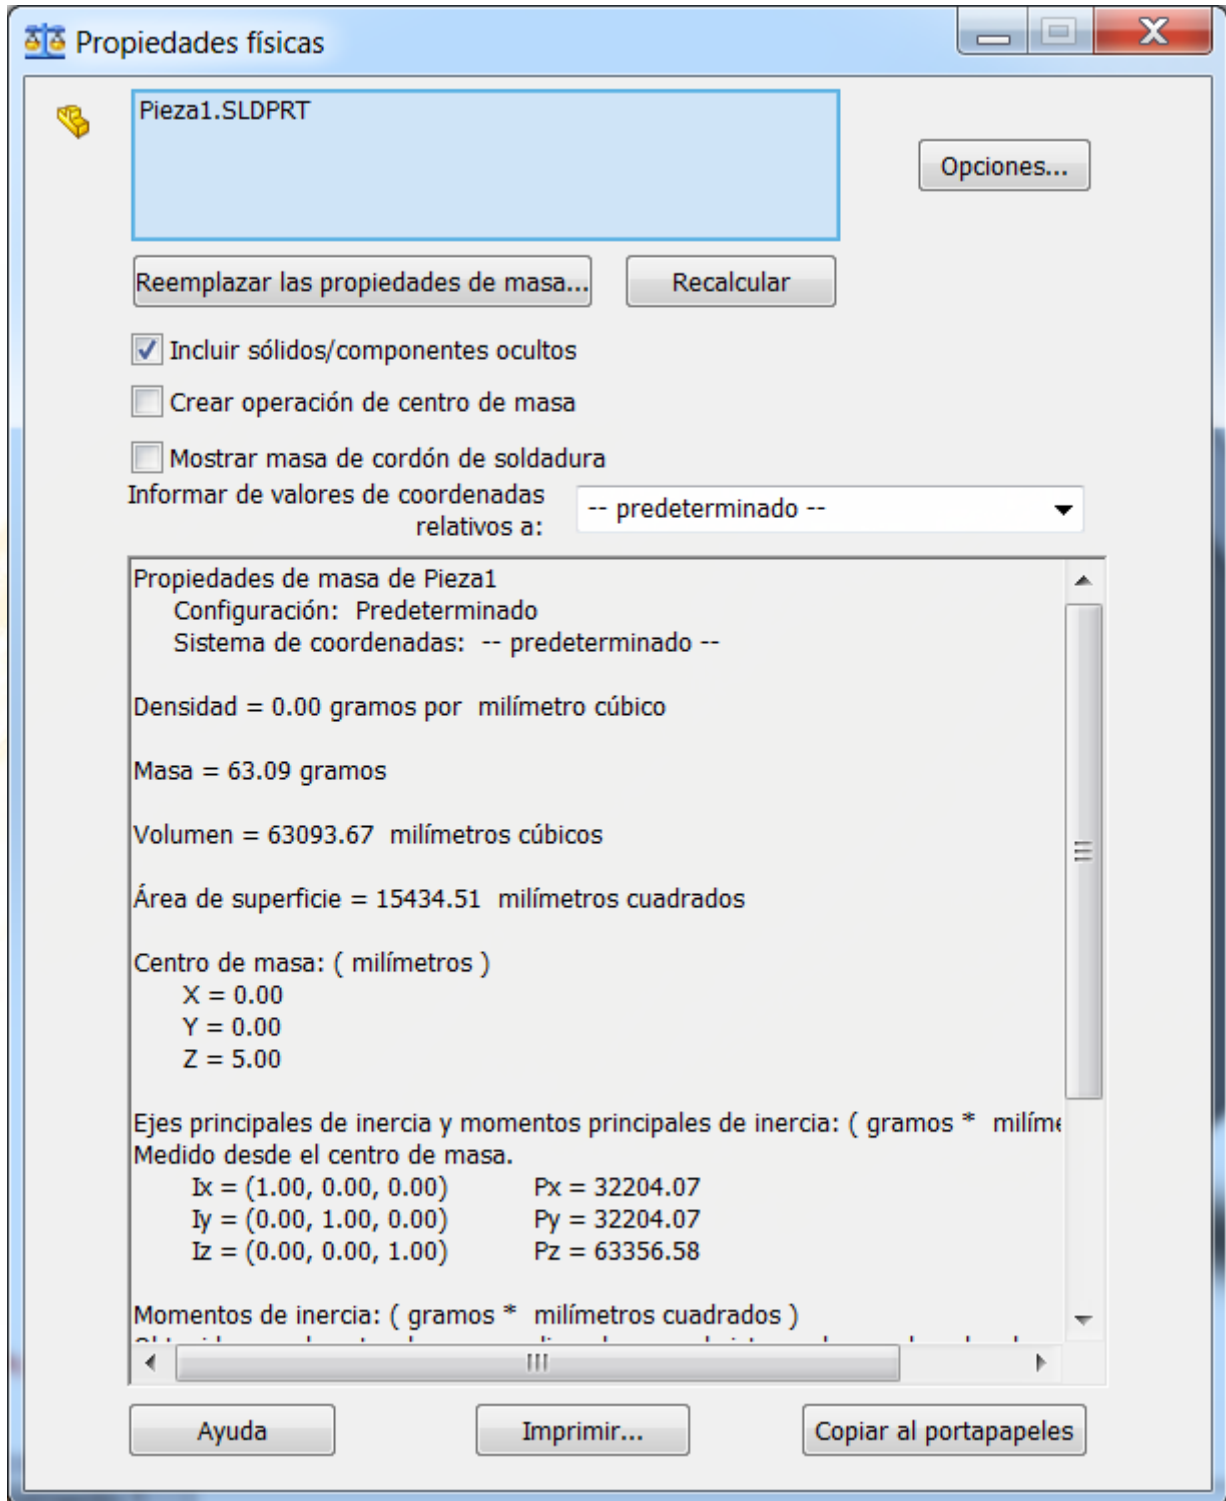 Propiedades físicas
Pieza1.SLDPRT
Opciones...
Reemplazar las propiedades de masa...
Recalcular
Incluir sólidos/componentes ocultos
Crear operación de centro de masa
Mostrar masa de cordón de soldadura
Informar de valores de coordenadas
relativos a:
-- predeterminado --
Propiedades de masa de Pieza1
Configuración: Predeterminado
Sistema de coordenadas: -- predeterminado --
Densidad = 0.00 gramos por milímetro cúbico
Masa = 63.09 gramos
Volumen = 63093.67 milímetros cúbicos
Área de superficie = 15434.51 milímetros cuadrados
Centro de masa: ( milímetros )
X = 0.00
Y = 0.00
Z = 5.00
Ejes principales de inercia y momentos principales de inercia: ( gramos * milím
Medido desde el centro de masa.
Ix = (1.00, 0.00, 0.00) Px = 32204.07
Iy = (0.00, 1.00, 0.00) Py = 32204.07
Iz = (0.00, 0.00, 1.00) Pz = 63356.58
Momentos de inercia: ( gramos * milímetros cuadrados )
Ayuda
Imprimir...
Copiar al portapapeles